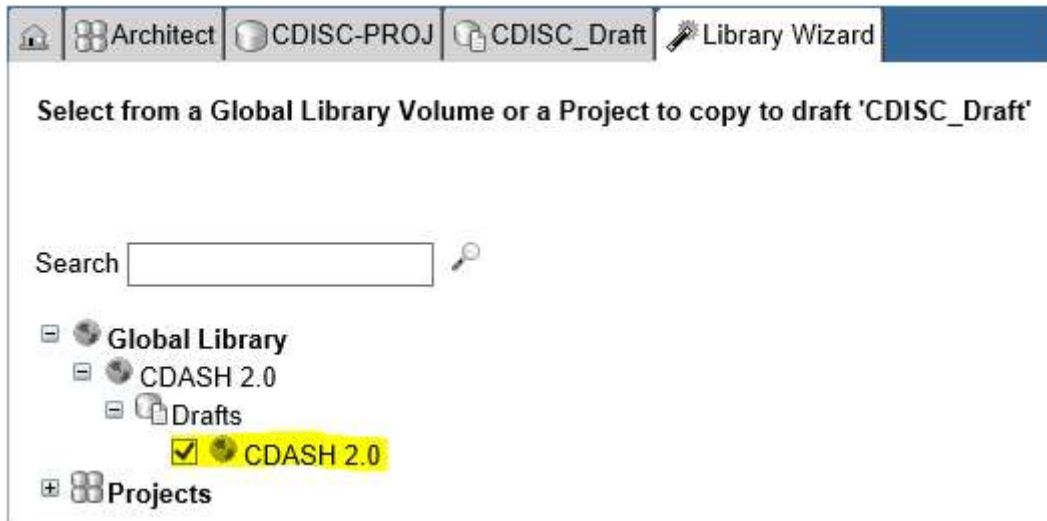 Architect CDISC-PROJ CDISC_Draft Library Wizard
Select from a Global Library Volume or a Project to copy to draft 'CDISC_Draft'
Search
Global Library
CDASH 2.0
Drafts
CDASH 2.0
Projects